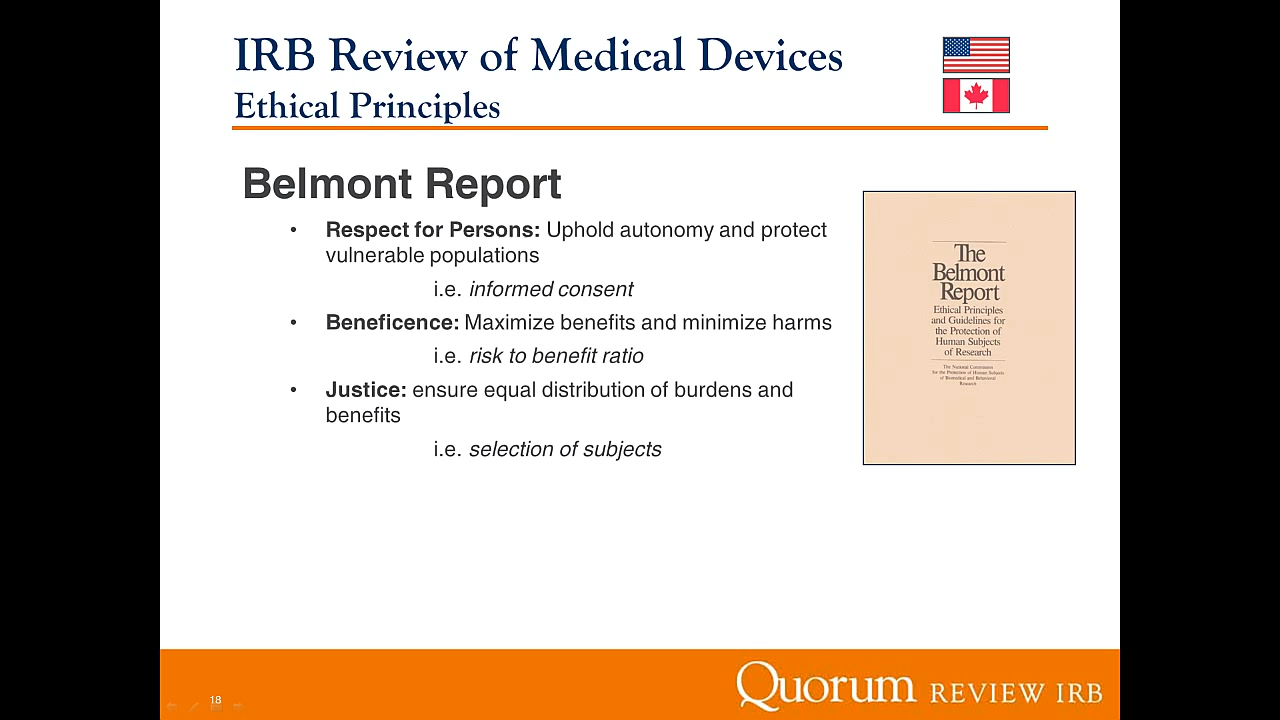 IRB Review of Medical Devices
Ethical Principles
Belmont Report
• Respect for Persons: Uphold autonomy and protect
vulnerable populations
i.e. informed consent
• Beneficence: Maximize benefits and minimize harms
i.e. risk to benefit ratio
• Justice: ensure equal distribution of burdens and
benefits
i.e. selection of subjects
The
Belmont
Report
Ethical Principles
and Guidelines for
the Protection of
Human Subjects
of Research
The National Commission
for the Protection of Human Subjects
of Biomedical and Behavioral
Research
18
Quorum REVIEW IRB